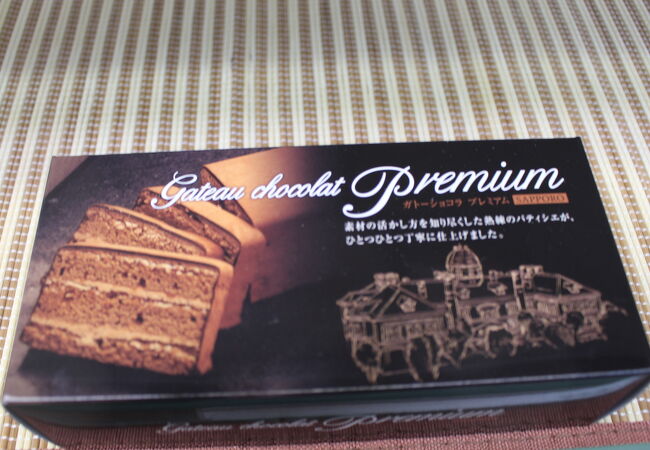 Gateau chocolat Premium
ガトーショコラ プレミアム SAPPORO
素材の活かし方を知り尽くした熟練のパティシエが、
ひとつひとつ丁寧に仕上げました。
Gateau chocolat Premium